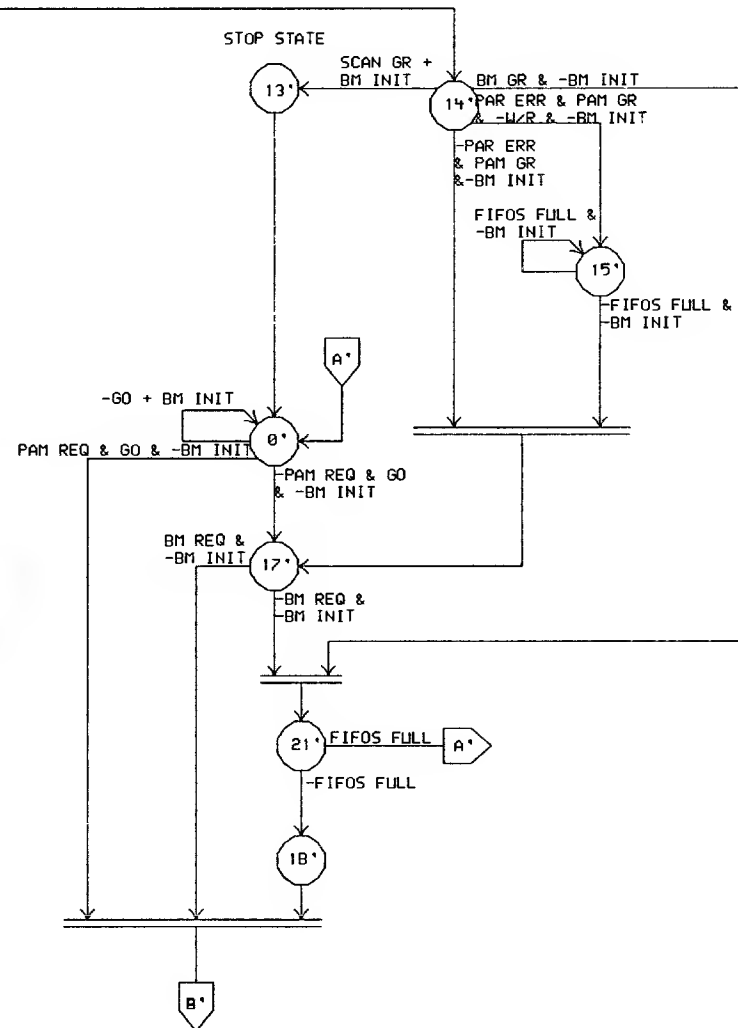 STOP STATE
SCAN GR +
BM INIT
BM GR & -BM INIT
13'
14'
PAR ERR & PAM GR
& -W/R & -BM INIT
-PAR ERR
& PAM GR
&-BM INIT
FIFOS FULL &
-BM INIT
15'
-FIFOS FULL &
-BM INIT
A'
-GO + BM INIT
0'
PAM REQ & GO & -BM INIT
-PAM REQ & GO
& -BM INIT
BM REQ &
-BM INIT
17'
-BM REQ &
-BM INIT
21'
FIFOS FULL
A'
-FIFOS FULL
1B'
B'